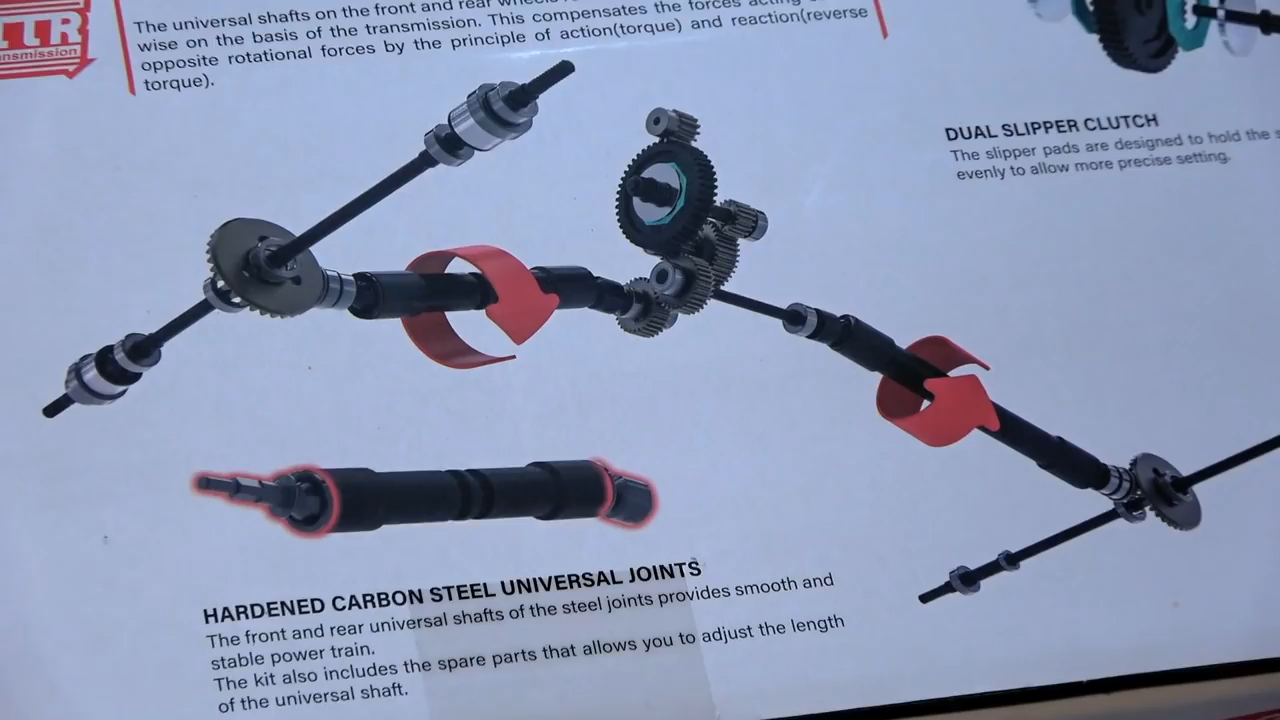 TTR
nsmission
The universal shafts on the front and rear
wise on the basis of the transmission. This compensates the forces acting
opposite rotational forces by the principle of action(torque) and reaction(reverse
torque).
DUAL SLIPPER CLUTCH
The slipper pads are designed to hold the
evenly to allow more precise setting.
HARDENED CARBON STEEL UNIVERSAL JOINTS
The front and rear universal shafts of the steel joints provides smooth and
stable power train.
The kit also includes the spare parts that allows you to adjust the length
of the universal shaft.